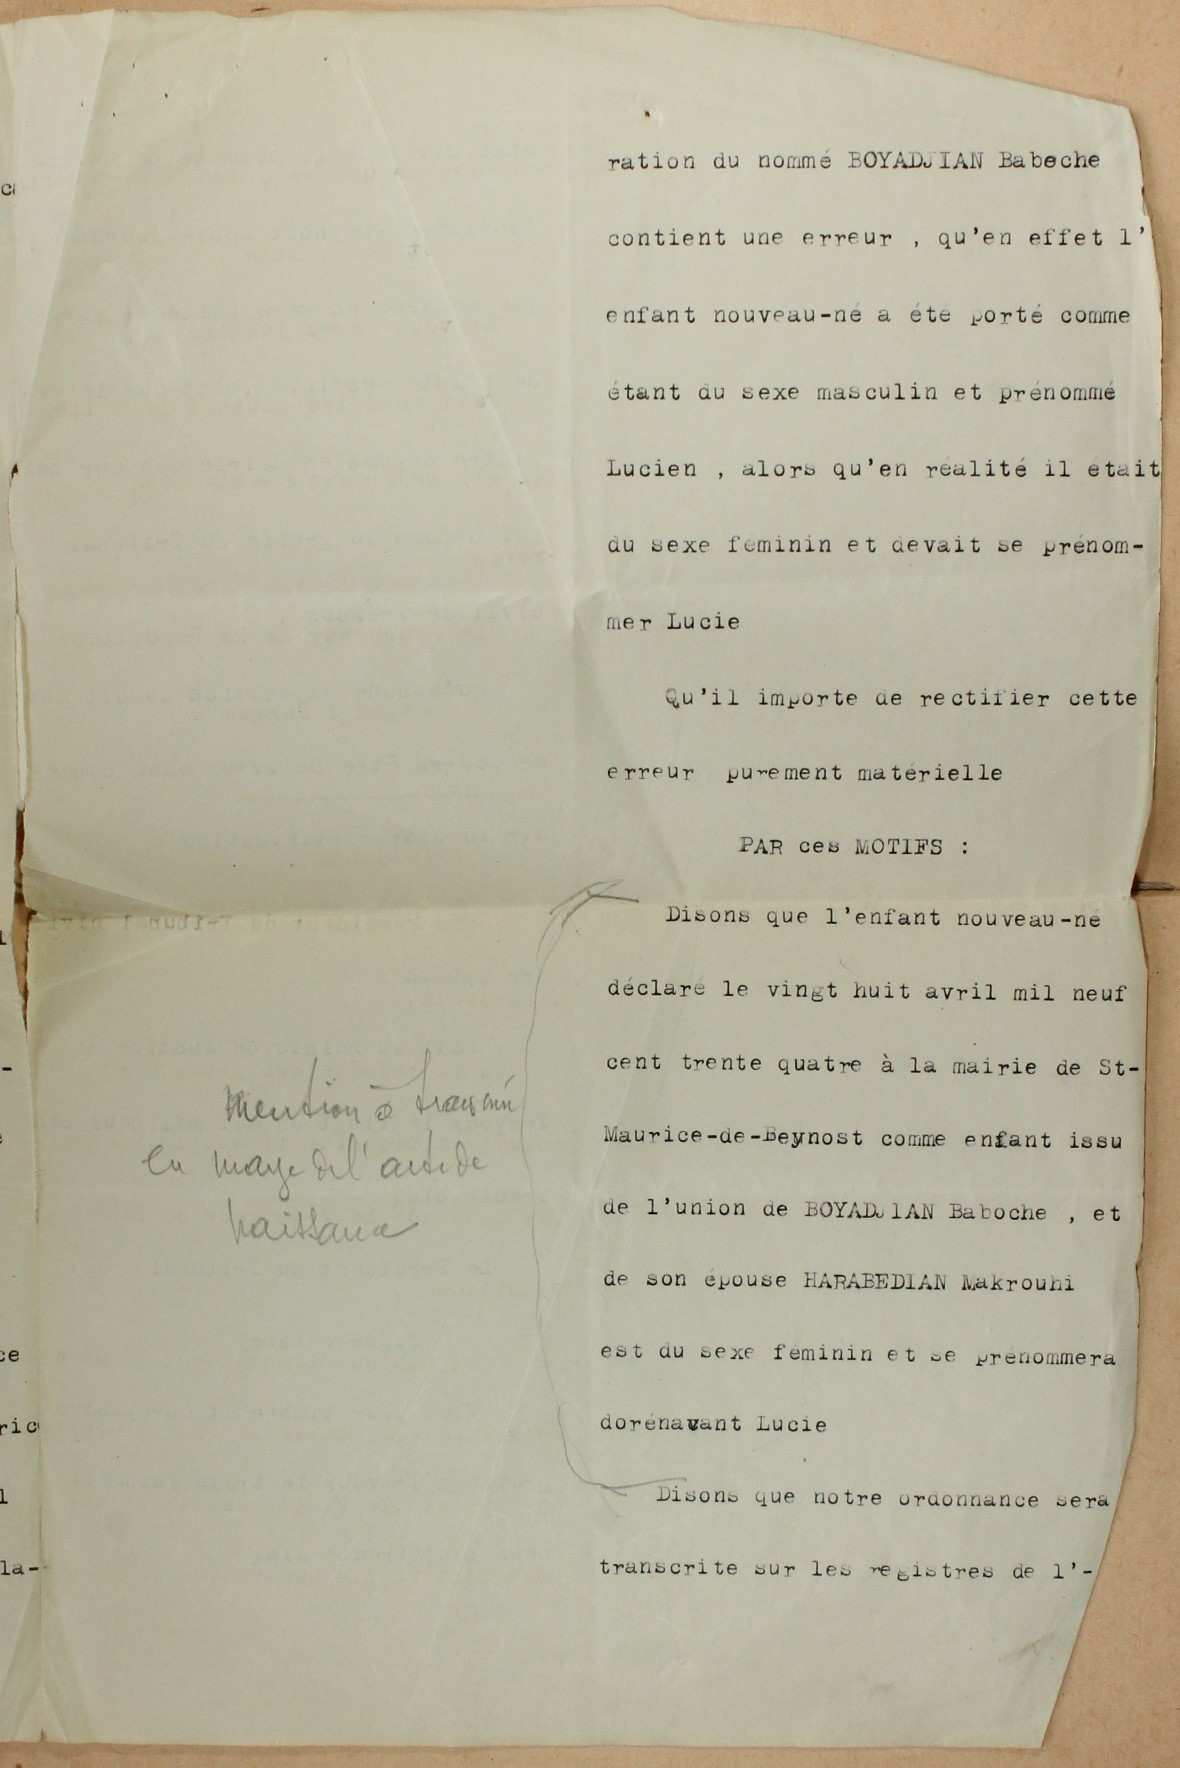 ration du nommé BOYADJIAN Baboche
contient une erreur , qu'en effet l'
enfant nouveau-né a été porté comme
étant du sexe masculin et prénommé
Lucien , alors qu'en réalité il était
du sexe féminin et devait se prénom-
mer Lucie
Qu'il importe de rectifier cette
erreur purement matérielle
PAR ces MOTIFS :
Disons que l'enfant nouveau-né
déclaré le vingt huit avril mil neuf
cent trente quatre à la mairie de St-
Maurice-de-Beynost comme enfant issu
de l'union de BOYADJIAN Baboche , et
de son épouse HARABEDIAN Makrouhi
est du sexe féminin et se prénommera
dorénavant Lucie
Disons que notre ordonnance sera
transcrite sur les registres de l'-
mention à
en marge de l'acte de
naissance
ce
la-